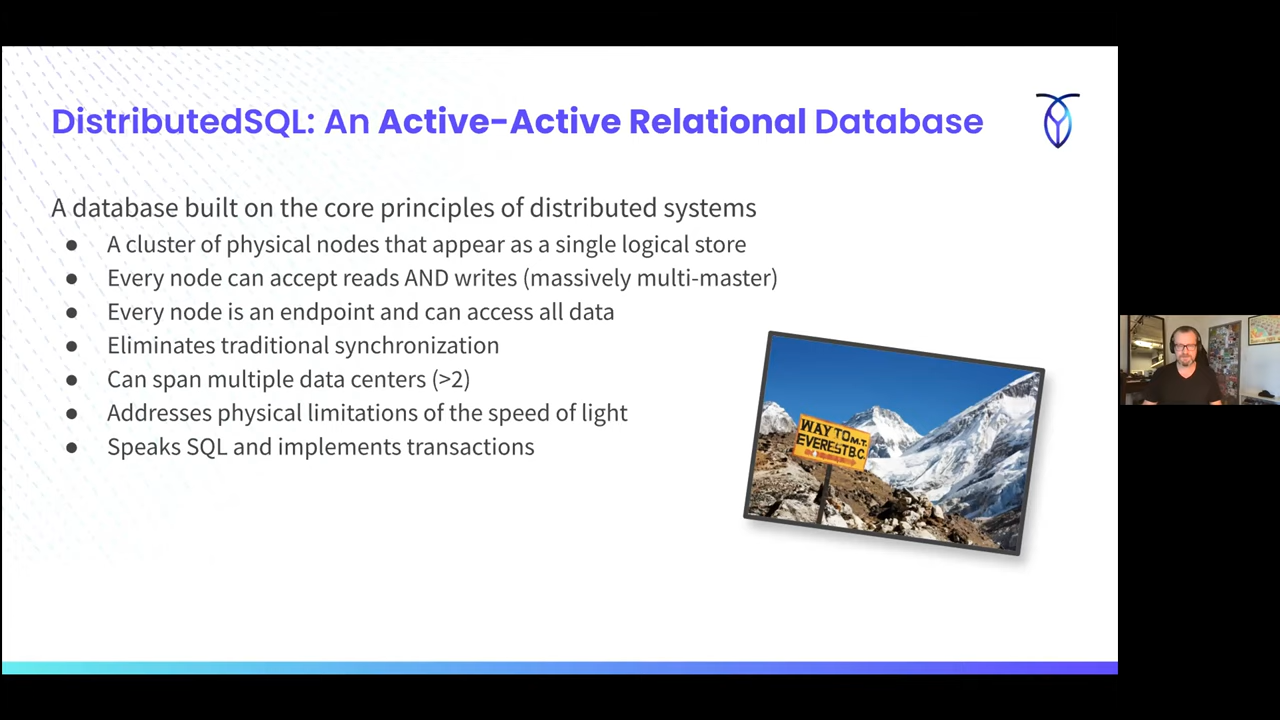 DistributedSQL: An Active-Active Relational Database
A database built on the core principles of distributed systems
● A cluster of physical nodes that appear as a single logical store
● Every node can accept reads AND writes (massively multi-master)
● Every node is an endpoint and can access all data
● Eliminates traditional synchronization
● Can span multiple data centers (>2)
● Addresses physical limitations of the speed of light
● Speaks SQL and implements transactions
WAY TO M.T.
EVEREST B.C.